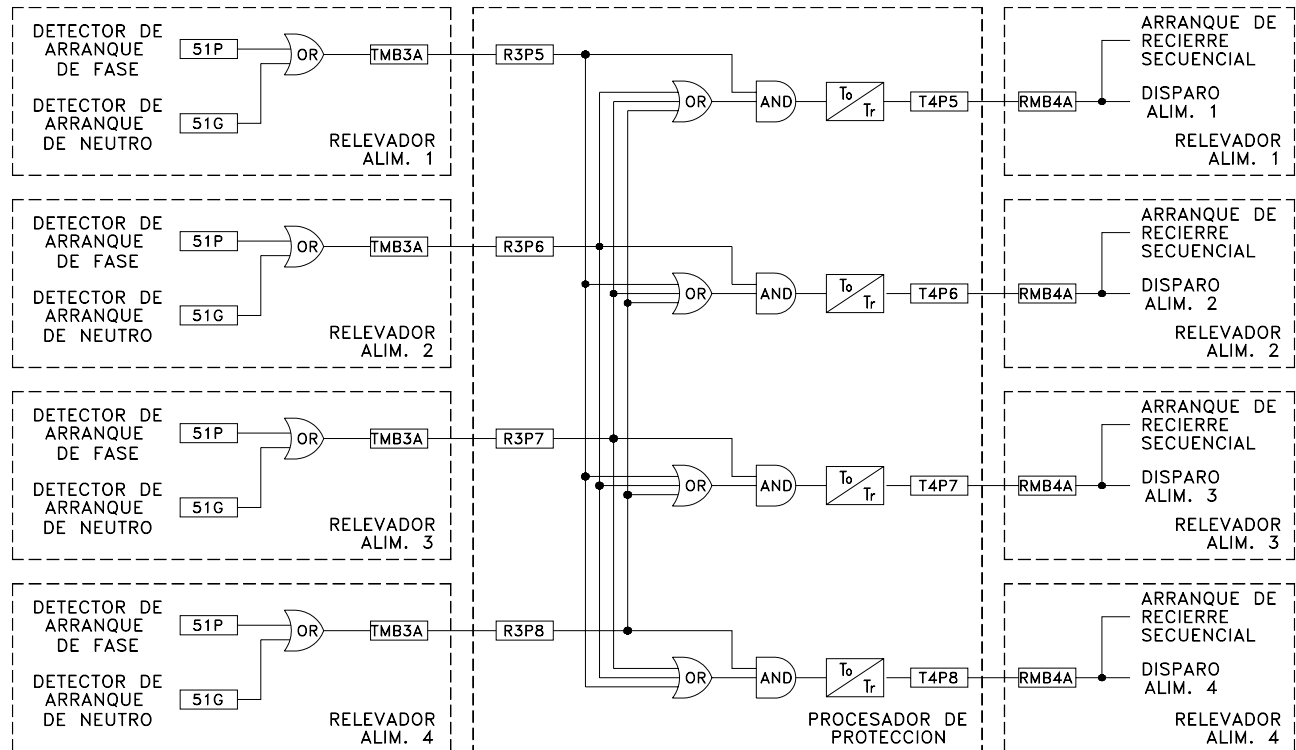 DETECTOR DE
ARRANQUE
DE FASE
51P
OR
TMB3A
DETECTOR DE
ARRANQUE
DE NEUTRO
51G
RELEVADOR
ALIM. 1
R3P5
OR
AND
To
Tr
T4P5
RMB4A
ARRANQUE DE
RECIERRE
SECUENCIAL
DISPARO
ALIM. 1
RELEVADOR
ALIM. 1
DETECTOR DE
ARRANQUE
DE FASE
51P
OR
TMB3A
DETECTOR DE
ARRANQUE
DE NEUTRO
51G
RELEVADOR
ALIM. 2
R3P6
OR
AND
To
Tr
T4P6
RMB4A
ARRANQUE DE
RECIERRE
SECUENCIAL
DISPARO
ALIM. 2
RELEVADOR
ALIM. 2
DETECTOR DE
ARRANQUE
DE FASE
51P
OR
TMB3A
DETECTOR DE
ARRANQUE
DE NEUTRO
51G
RELEVADOR
ALIM. 3
R3P7
OR
AND
To
Tr
T4P7
RMB4A
ARRANQUE DE
RECIERRE
SECUENCIAL
DISPARO
ALIM. 3
RELEVADOR
ALIM. 3
DETECTOR DE
ARRANQUE
DE FASE
51P
OR
TMB3A
DETECTOR DE
ARRANQUE
DE NEUTRO
51G
RELEVADOR
ALIM. 4
R3P8
OR
AND
To
Tr
T4P8
PROCESADOR DE
PROTECCION
RMB4A
ARRANQUE DE
RECIERRE
SECUENCIAL
DISPARO
ALIM. 4
RELEVADOR
ALIM. 4